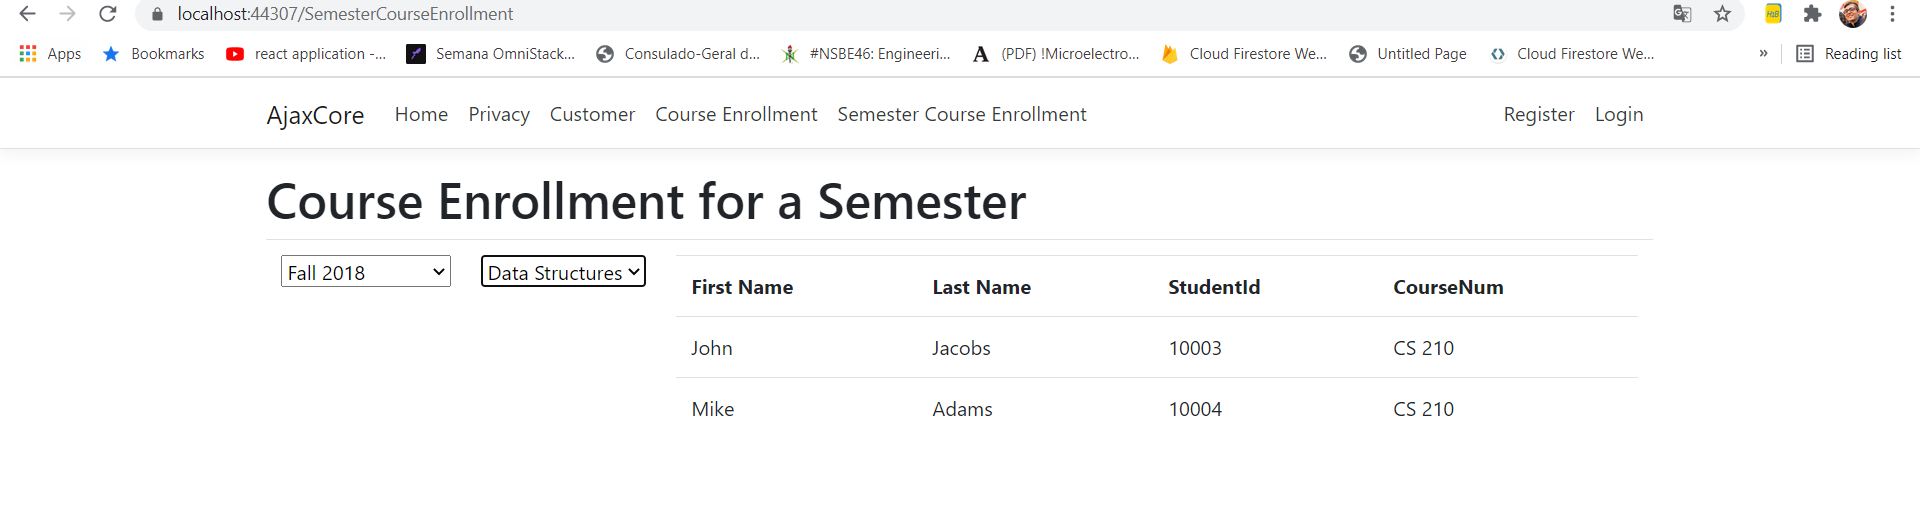 localhost:44307/SemesterCourseEnrollment
Apps Bookmarks react application -... Semana OmniStack... Consulado-Geral d... #NSBE46: Engineeri... (PDF) !Microelectro... Cloud Firestore We... Untitled Page Cloud Firestore We... » Reading list
AjaxCore Home Privacy Customer Course Enrollment Semester Course Enrollment Register Login
Course Enrollment for a Semester
Fall 2018 Data Structures
First Name Last Name StudentId CourseNum
John Jacobs 10003 CS 210
Mike Adams 10004 CS 210